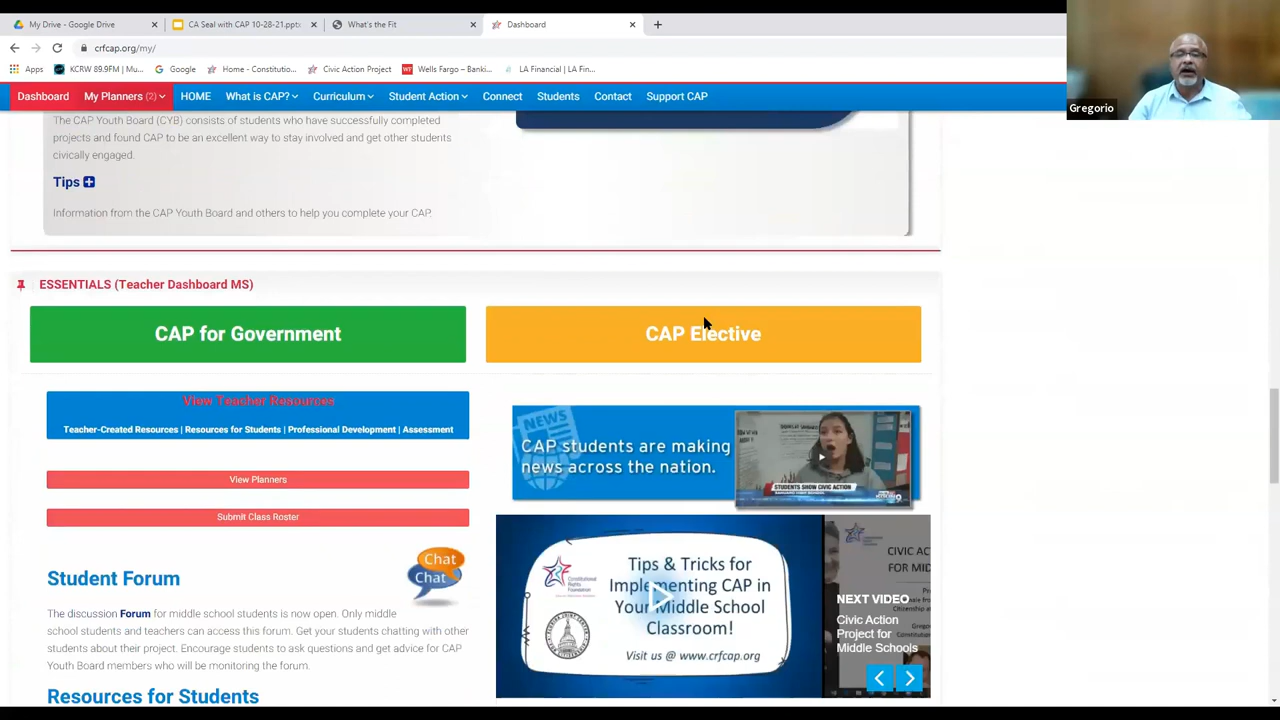 My Drive - Google Drive
CA Seal with CAP 10-28-21.pptx
What's the Fit
Dashboard
crfcap.org/my/
Apps
KCRW 89.9FM | Mu...
Google
Home - Constitutio...
Civic Action Project
Wells Fargo – Banki...
LA Financial | LA Fin...
Dashboard
My Planners (2)
HOME
What is CAP?
Curriculum
Student Action
Connect
Students
Contact
Support CAP
Gregorio
The CAP Youth Board (CYB) consists of students who have successfully completed
projects and found CAP to be an excellent way to stay involved and get other students
civically engaged.
Tips
Information from the CAP Youth Board and others to help you complete your CAP.
ESSENTIALS (Teacher Dashboard MS)
CAP for Government
CAP Elective
View Teacher Resources
Teacher-Created Resources | Resources for Students | Professional Development | Assessment
View Planners
Submit Class Roster
Student Forum
Chat
Chat
The discussion Forum for middle school students is now open. Only middle
school students and teachers can access this forum. Get your students chatting with other
students about their project. Encourage students to ask questions and get advice for CAP
Youth Board members who will be monitoring the forum.
Resources for Students
NEWS
CAP students are making
news across the nation.
STUDENTS SHOW CIVIC ACTION
Constitutional
Rights
Foundation
Tips & Tricks for
Implementing CAP in
Your Middle School
Classroom!
Visit us @ www.crfcap.org
CIVIC AC
FOR MID
NEXT VIDEO
Civic Action
Project for
Middle Schools